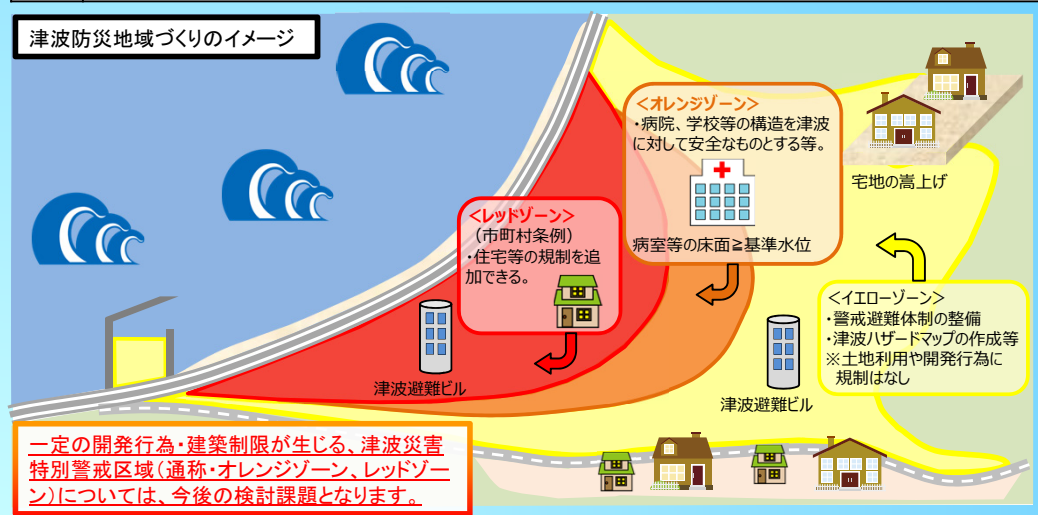 津波防災地域づくりのイメージ
<オレンジゾーン>
・病院、学校等の構造を津波
に対して安全なものとする等。
病室等の床面≧基準水位
宅地の嵩上げ
<レッドゾーン>
(市町村条例)
・住宅等の規制を追
加できる。
津波避難ビル
<イエローゾーン>
・警戒避難体制の整備
・津波ハザードマップの作成等
※土地利用や開発行為に
規制はなし
津波避難ビル
一定の開発行為・建築制限が生じる、津波災害
特別警戒区域(通称・オレンジゾーン、レッドゾー
ン)については、今後の検討課題となります。